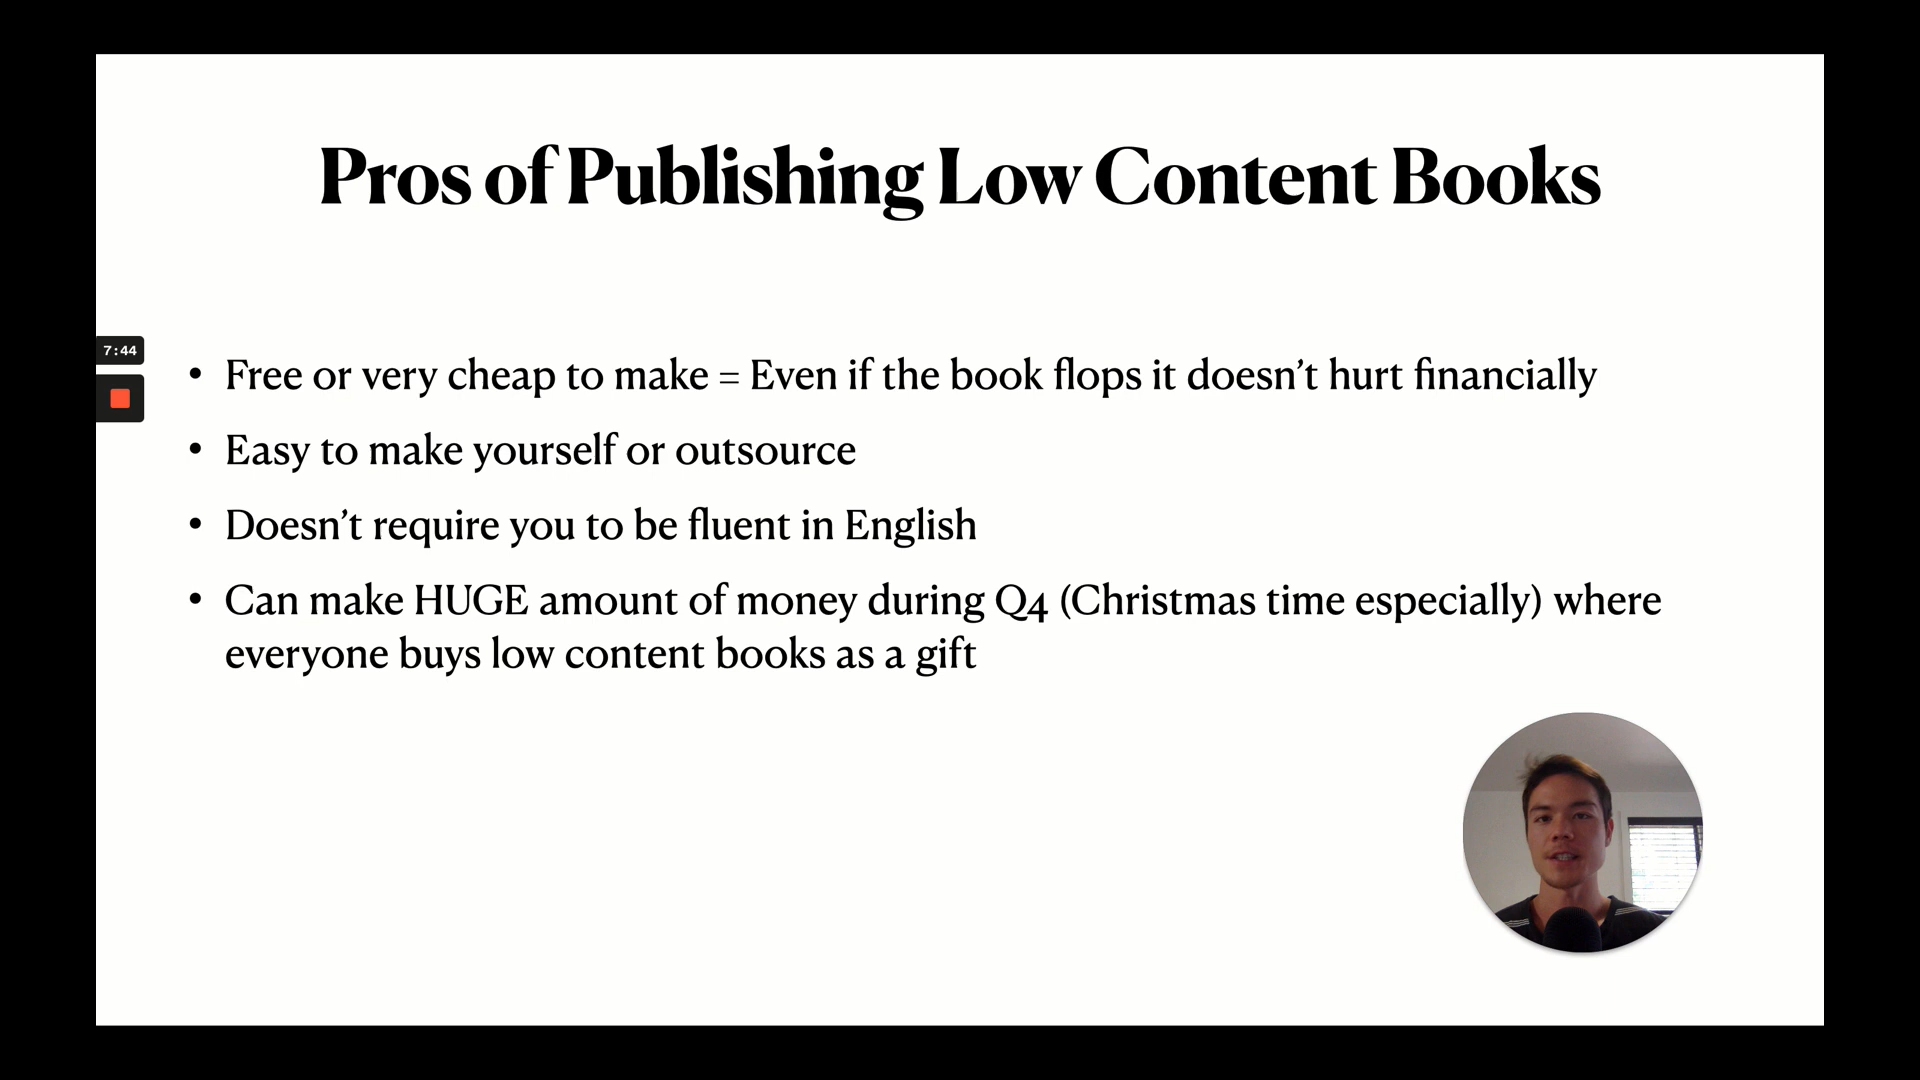 Pros of Publishing Low Content Books
7:44
• Free or very cheap to make = Even if the book flops it doesn’t hurt financially
• Easy to make yourself or outsource
• Doesn’t require you to be fluent in English
• Can make HUGE amount of money during Q4 (Christmas time especially) where
everyone buys low content books as a gift